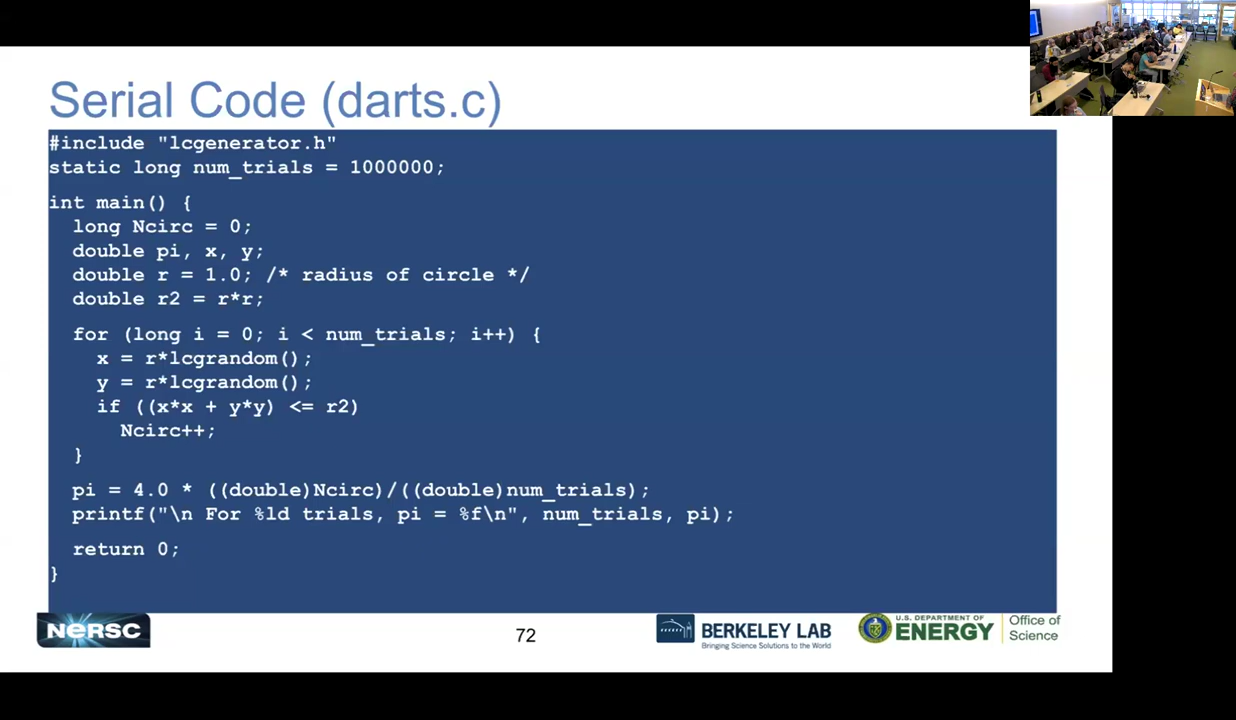 Serial Code (darts.c)
#include "lcgenerator.h"
static long num_trials = 1000000;
int main() {
long Ncirc = 0;
double pi, x, y;
double r = 1.0; /* radius of circle */
double r2 = r*r;
for (long i = 0; i < num_trials; i++) {
x = r*lcgrandom();
y = r*lcgrandom();
if ((x*x + y*y) <= r2)
Ncirc++;
}
pi = 4.0 * ((double)Ncirc)/((double)num_trials);
printf("\n For %ld trials, pi = %f\n", num_trials, pi);
return 0;
}
NERSC
72
BERKELEY LAB
Bringing Science Solutions to the World
U.S. DEPARTMENT OF
ENERGY
Office of
Science